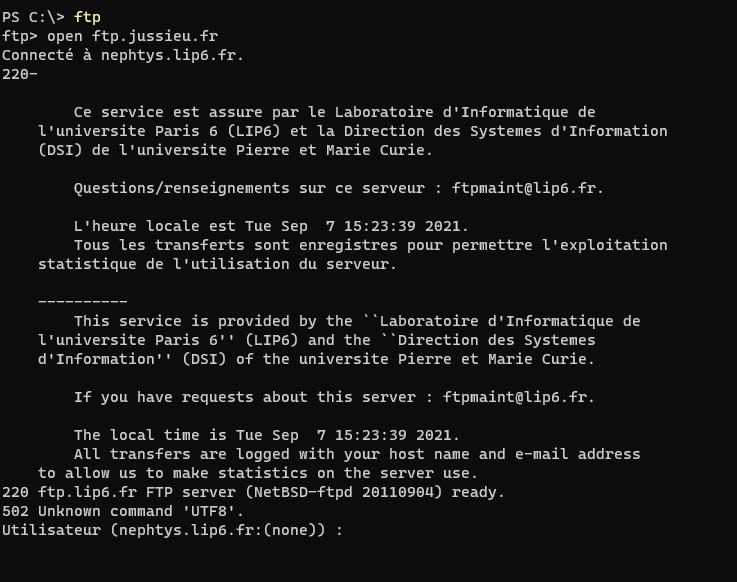 PS C:\> ftp
ftp> open ftp.jussieu.fr
Connecté à nephtys.lip6.fr.
220-
Ce service est assure par le Laboratoire d'Informatique de
l'universite Paris 6 (LIP6) et la Direction des Systemes d'Information
(DSI) de l'universite Pierre et Marie Curie.
Questions/renseignements sur ce serveur : ftpmaint@lip6.fr.
L'heure locale est Tue Sep  7 15:23:39 2021.
Tous les transferts sont enregistres pour permettre l'exploitation
statistique de l'utilisation du serveur.
----------
This service is provided by the ``Laboratoire d'Informatique de
l'universite Paris 6'' (LIP6) and the ``Direction des Systemes
d'Information'' (DSI) of the universite Pierre et Marie Curie.
If you have requests about this server : ftpmaint@lip6.fr.
The local time is Tue Sep  7 15:23:39 2021.
All transfers are logged with your host name and e-mail address
to allow us to make statistics on the server use.
220 ftp.lip6.fr FTP server (NetBSD-ftpd 20110904) ready.
502 Unknown command 'UTF8'.
Utilisateur (nephtys.lip6.fr:(none)) :